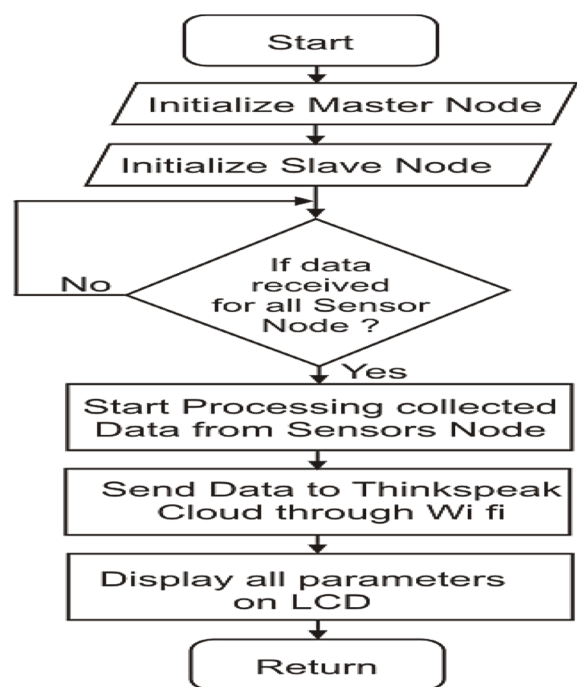 Start
Initialize Master Node
Initialize Slave Node
If data
received
for all Sensor
Node ?
No
Yes
Start Processing collected
Data from Sensors Node
Send Data to Thinkspeak
Cloud through Wi fi
Display all parameters
on LCD
Return